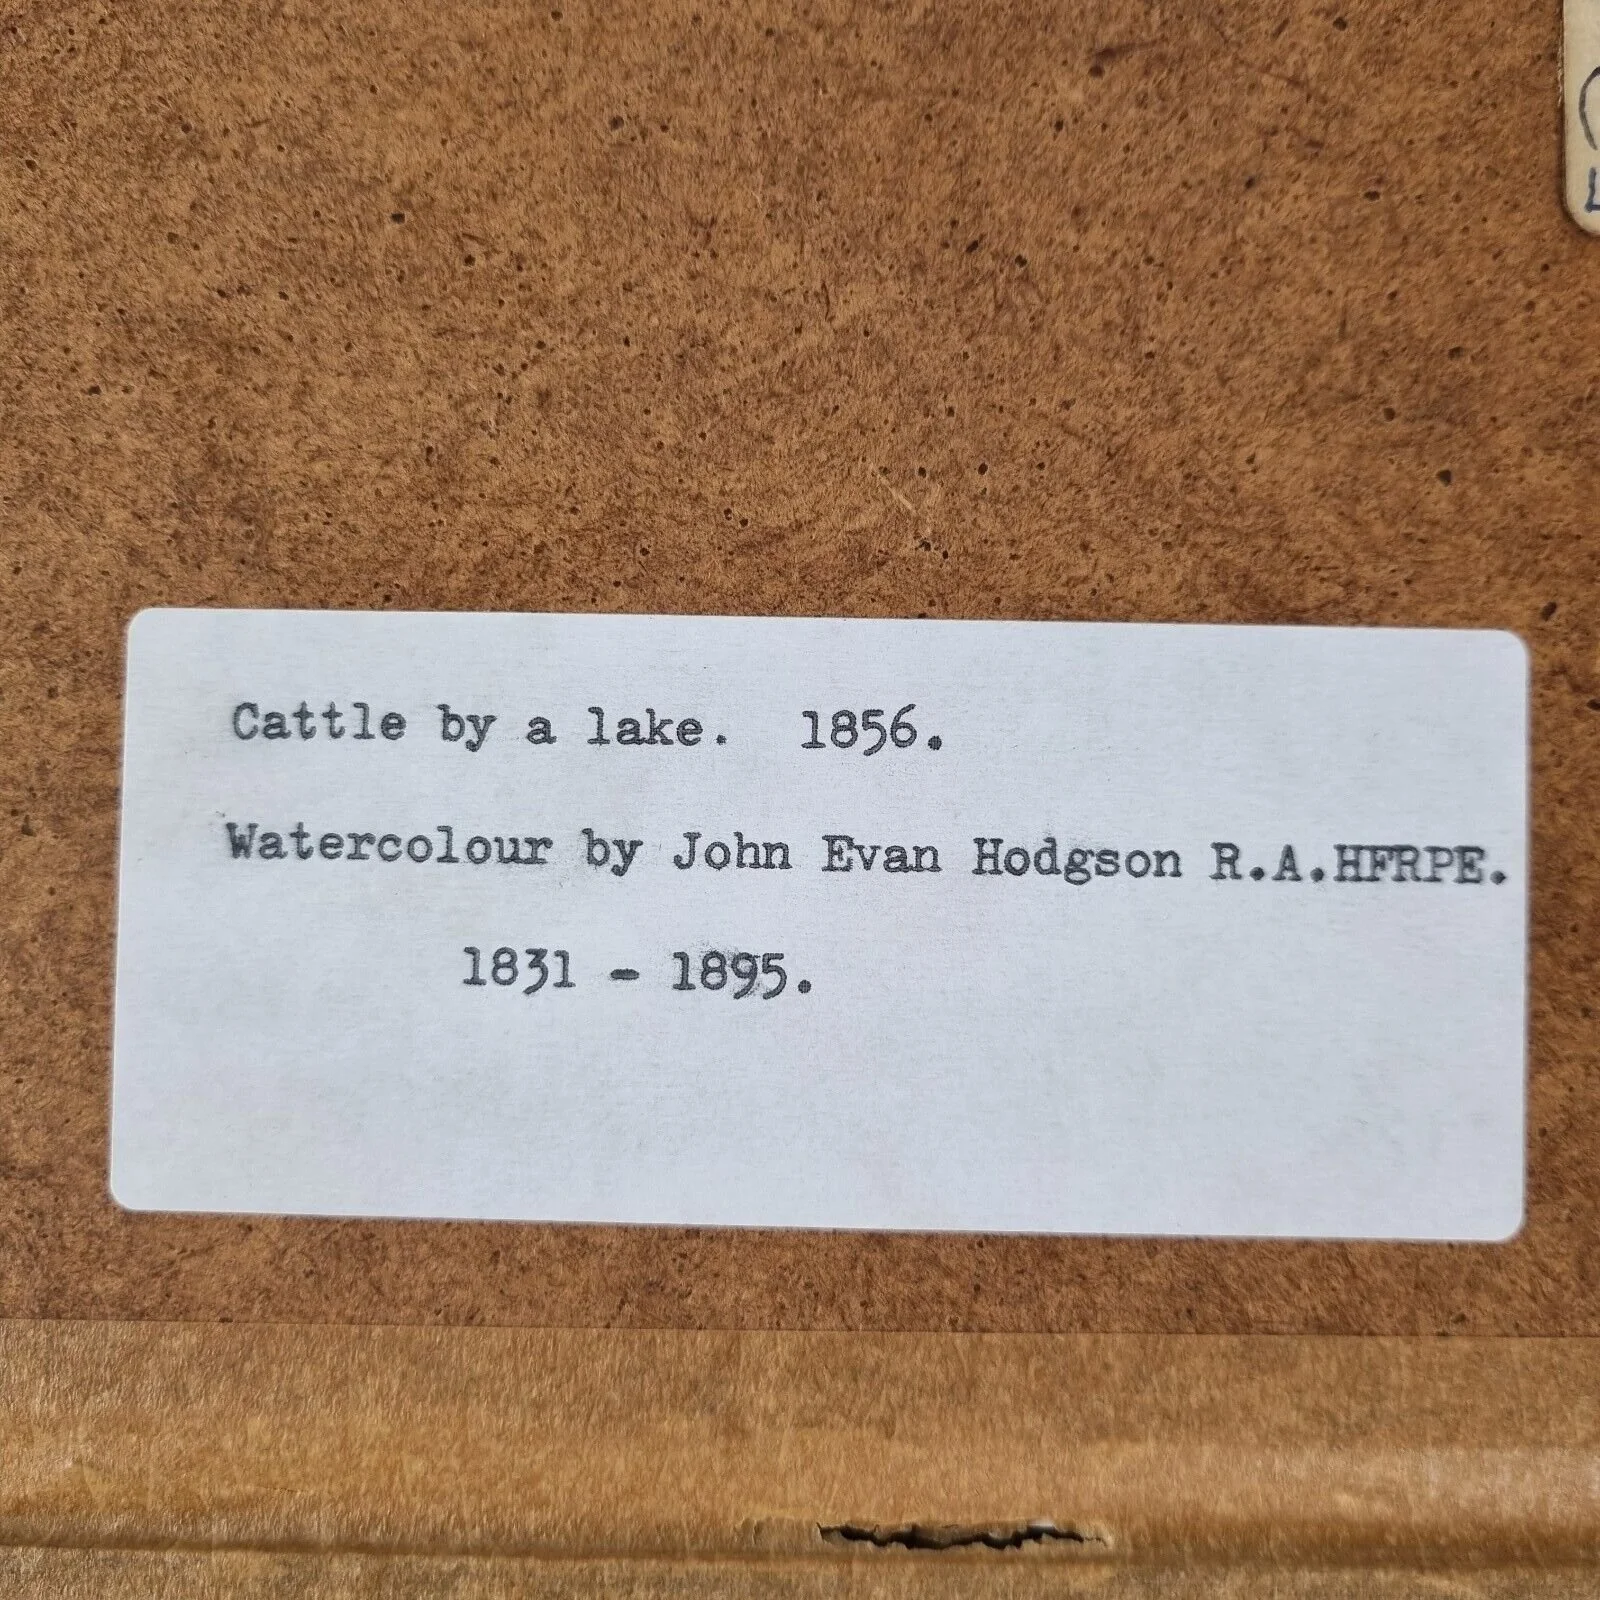 Cattle by a lake. 1856.
Watercolour by John Evan Hodgson R.A.HFRPE.
1831 - 1895.